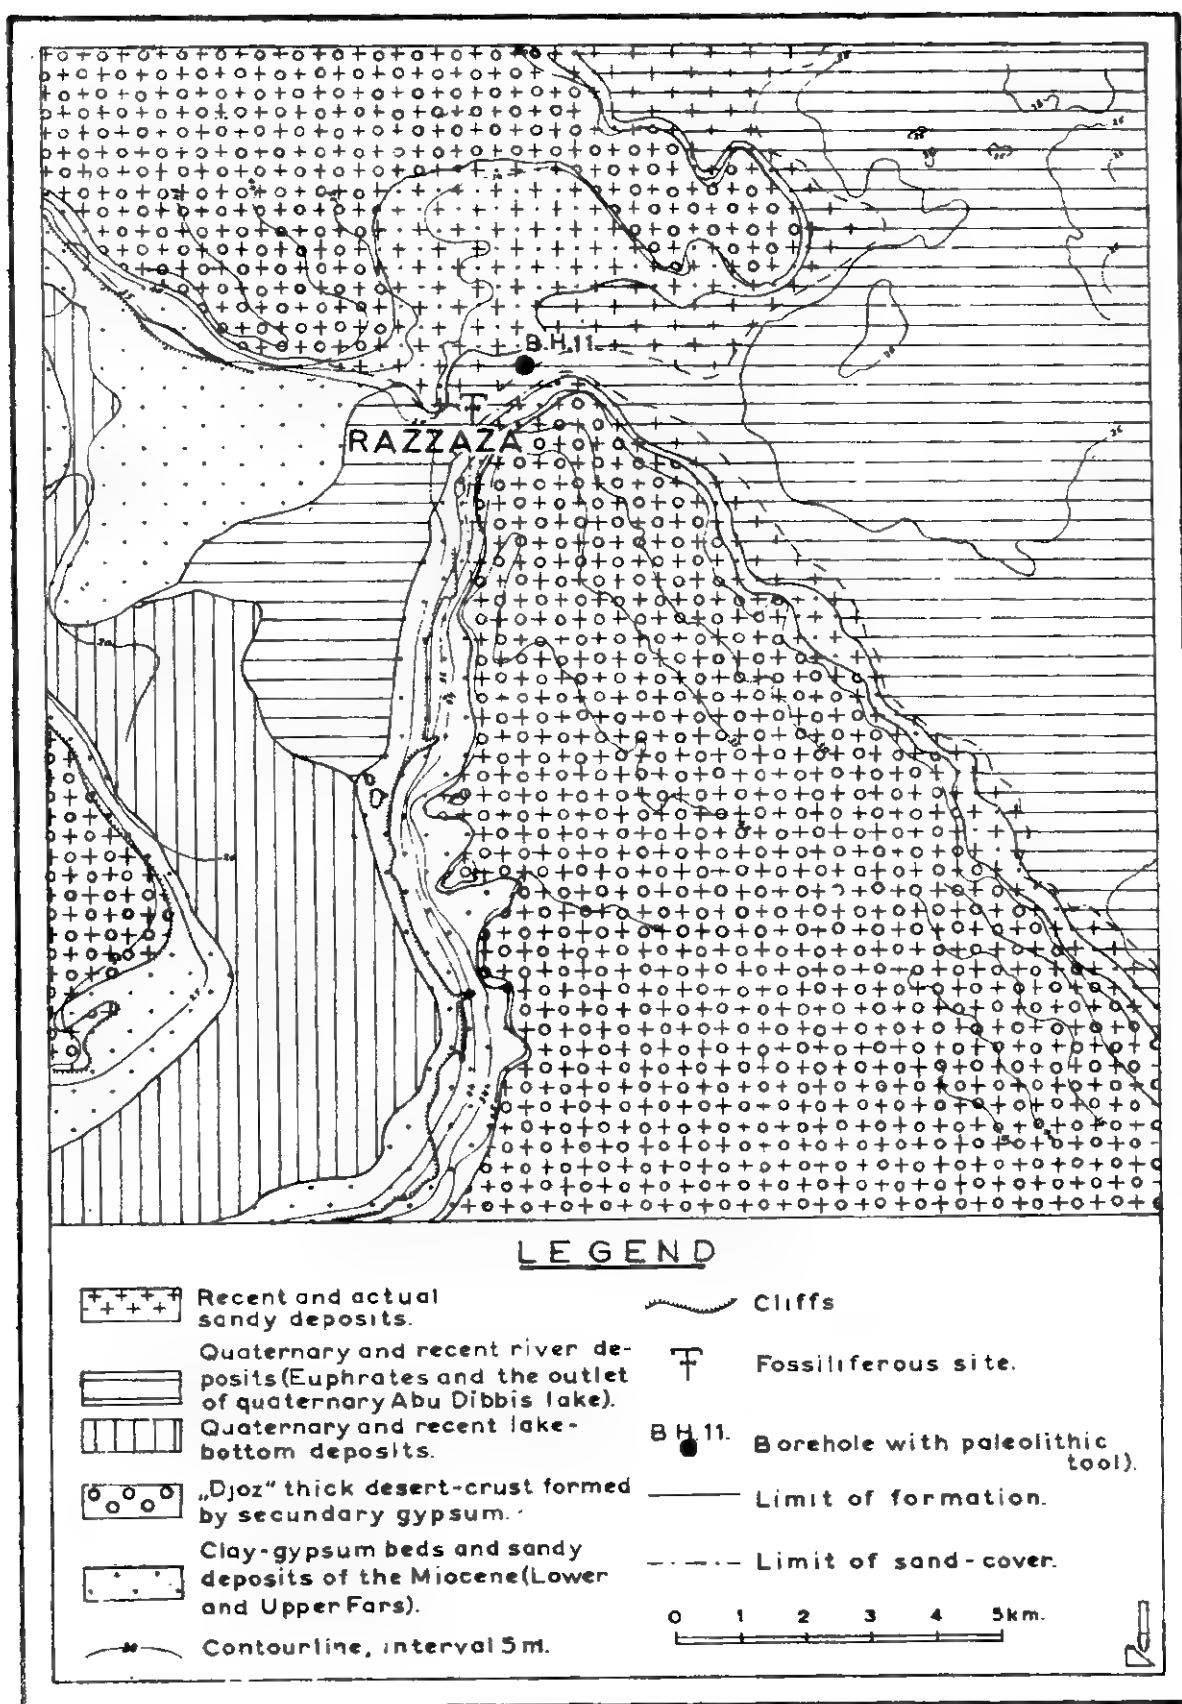 B.H.11.
RAZZAZA
LEGEND
Recent and actual
sandy deposits.
Quaternary and recent river de-
posits (Euphrates and the outlet
of quaternary Abu Dibbis lake).
Quaternary and recent lake-
bottom deposits.
„Djoz" thick desert-crust formed
by secundary gypsum.
Clay-gypsum beds and sandy
deposits of the Miocene (Lower
and Upper Fars).
Contourline, interval 5m.
Cliffs
Fossiliferous site.
B H.11.
Borehole with paleolithic
tool).
Limit of formation.
Limit of sand-cover.
0 1 2 3 4 5km.